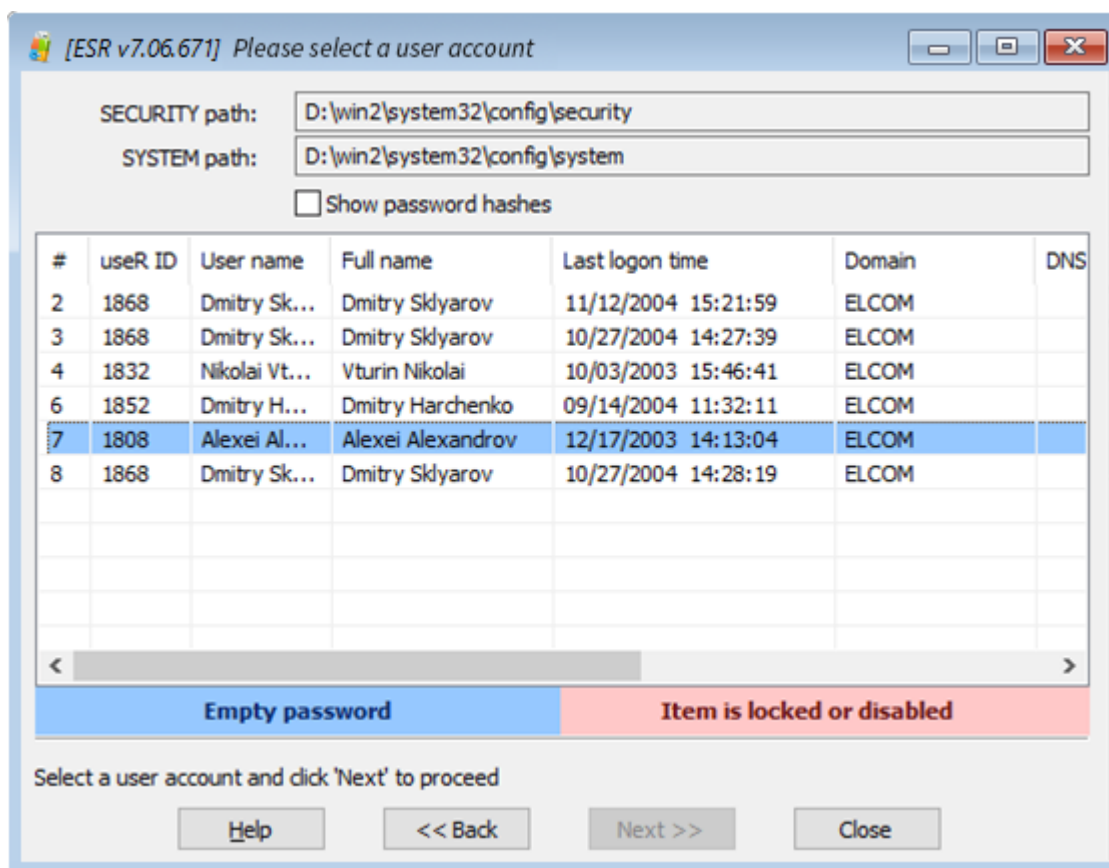 [ESR v7.06.671] Please select a user account
SECURITY path: D:\win2\system32\config\security
SYSTEM path: D:\win2\system32\config\system
Show password hashes
# useR ID User name Full name Last logon time Domain DNS
2 1868 Dmitry Sk... Dmitry Sklyarov 11/12/2004 15:21:59 ELCOM
3 1868 Dmitry Sk... Dmitry Sklyarov 10/27/2004 14:27:39 ELCOM
4 1832 Nikolai Vt... Vturin Nikolai 10/03/2003 15:46:41 ELCOM
6 1852 Dmitry H... Dmitry Harchenko 09/14/2004 11:32:11 ELCOM
7 1808 Alexei Al... Alexei Alexandrov 12/17/2003 14:13:04 ELCOM
8 1868 Dmitry Sk... Dmitry Sklyarov 10/27/2004 14:28:19 ELCOM
Empty password Item is locked or disabled
Select a user account and click 'Next' to proceed
Help << Back Next >> Close